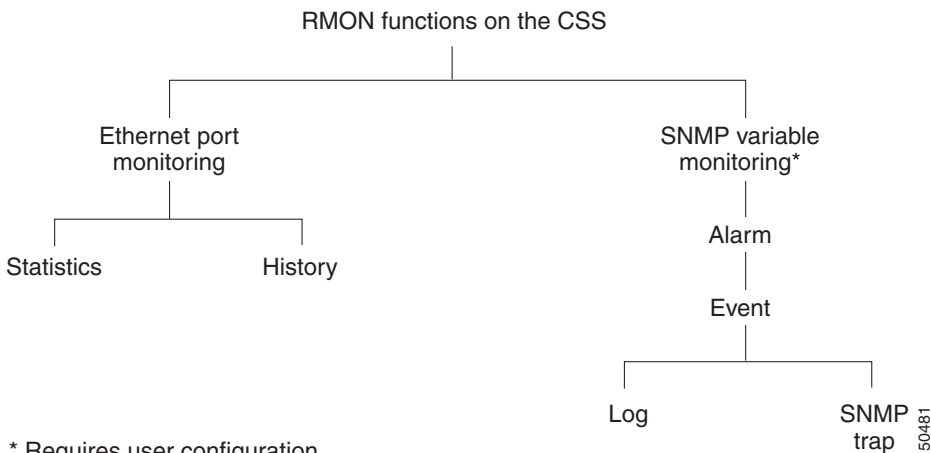 RMON functions on the CSS
Ethernet port
monitoring
SNMP variable
monitoring*
Statistics
History
Alarm
Event
Log
SNMP
trap
* Requires user configuration
50481